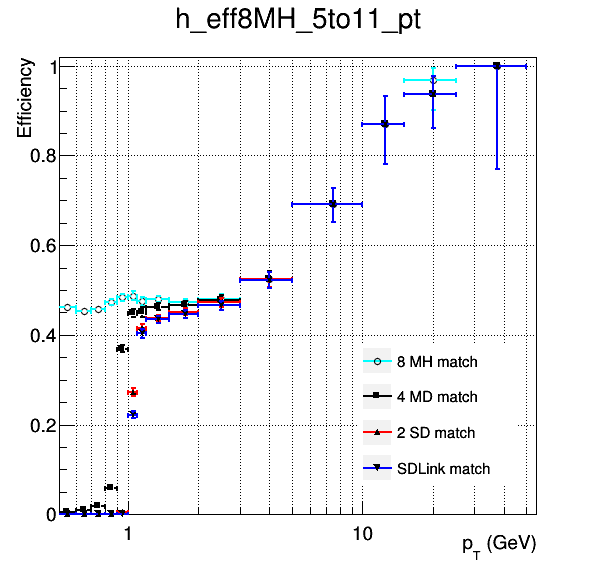 h_eff8MH_5to11_pt
Efficiency
1
0.8
0.6
0.4
0.2
0
8 MH match
4 MD match
2 SD match
SDLink match
1
10
p_T (GeV)